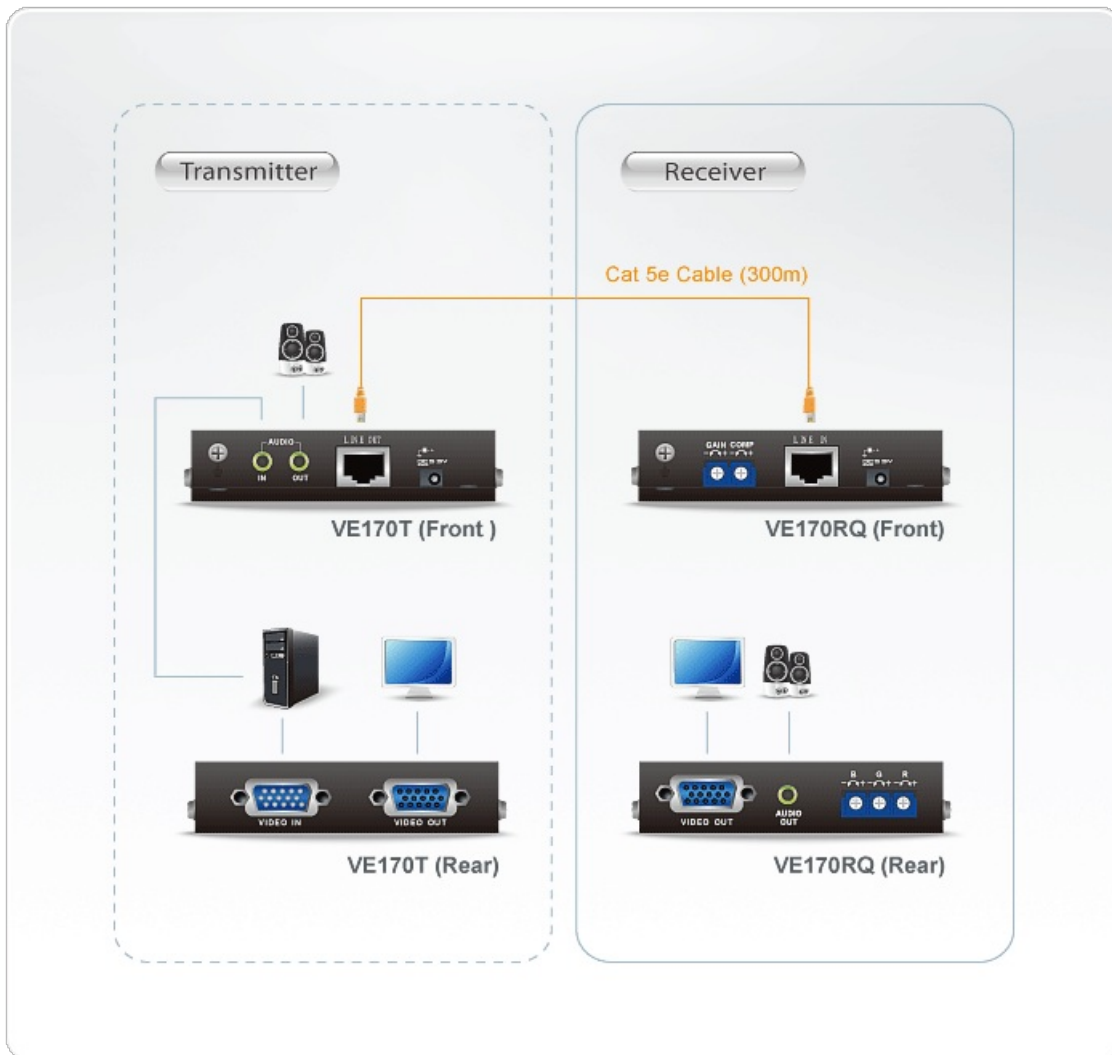 Transmitter
Receiver
Cat 5e Cable (300m)
AUDIO
IN
OUT
LINE OUT
VE170T (Front )
GAIN COMP
- +
- +
LINE IN
VE170RQ (Front)
VIDEO IN
VIDEO OUT
VE170T (Rear)
VIDEO OUT
AUDIO
OUT
B G R
- + - + - +
VE170RQ (Rear)